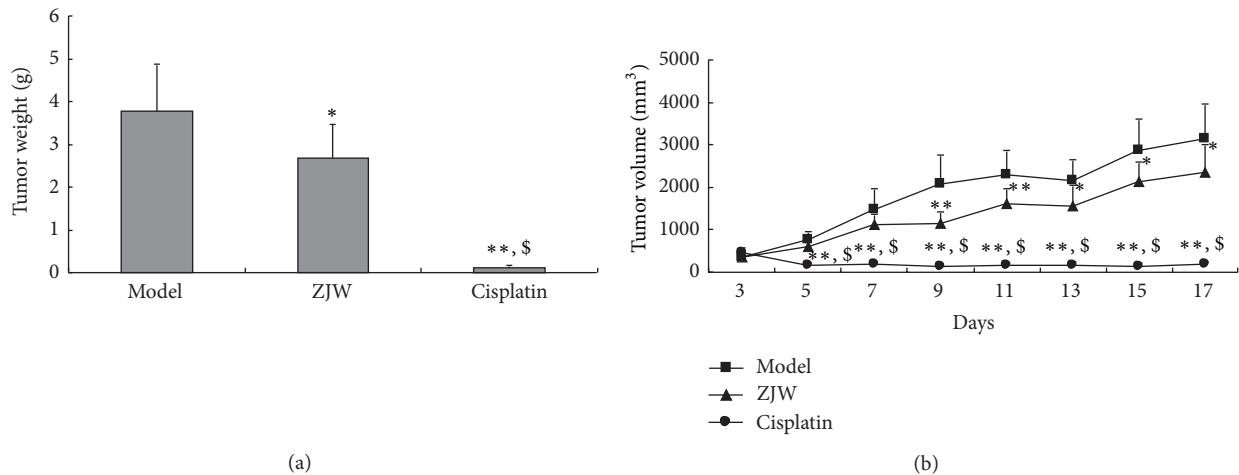 6
5
4
3
2
1
0
Tumor weight (g)
*
**, $
Model ZJW Cisplatin
(a)
5000
4000
3000
2000
1000
0
Tumor volume (mm³)
** ** * * *
**, $ **, $ **, $ **, $ **, $ **, $ **, $
3 5 7 9 11 13 15 17
Days
Model
ZJW
Cisplatin
(b)